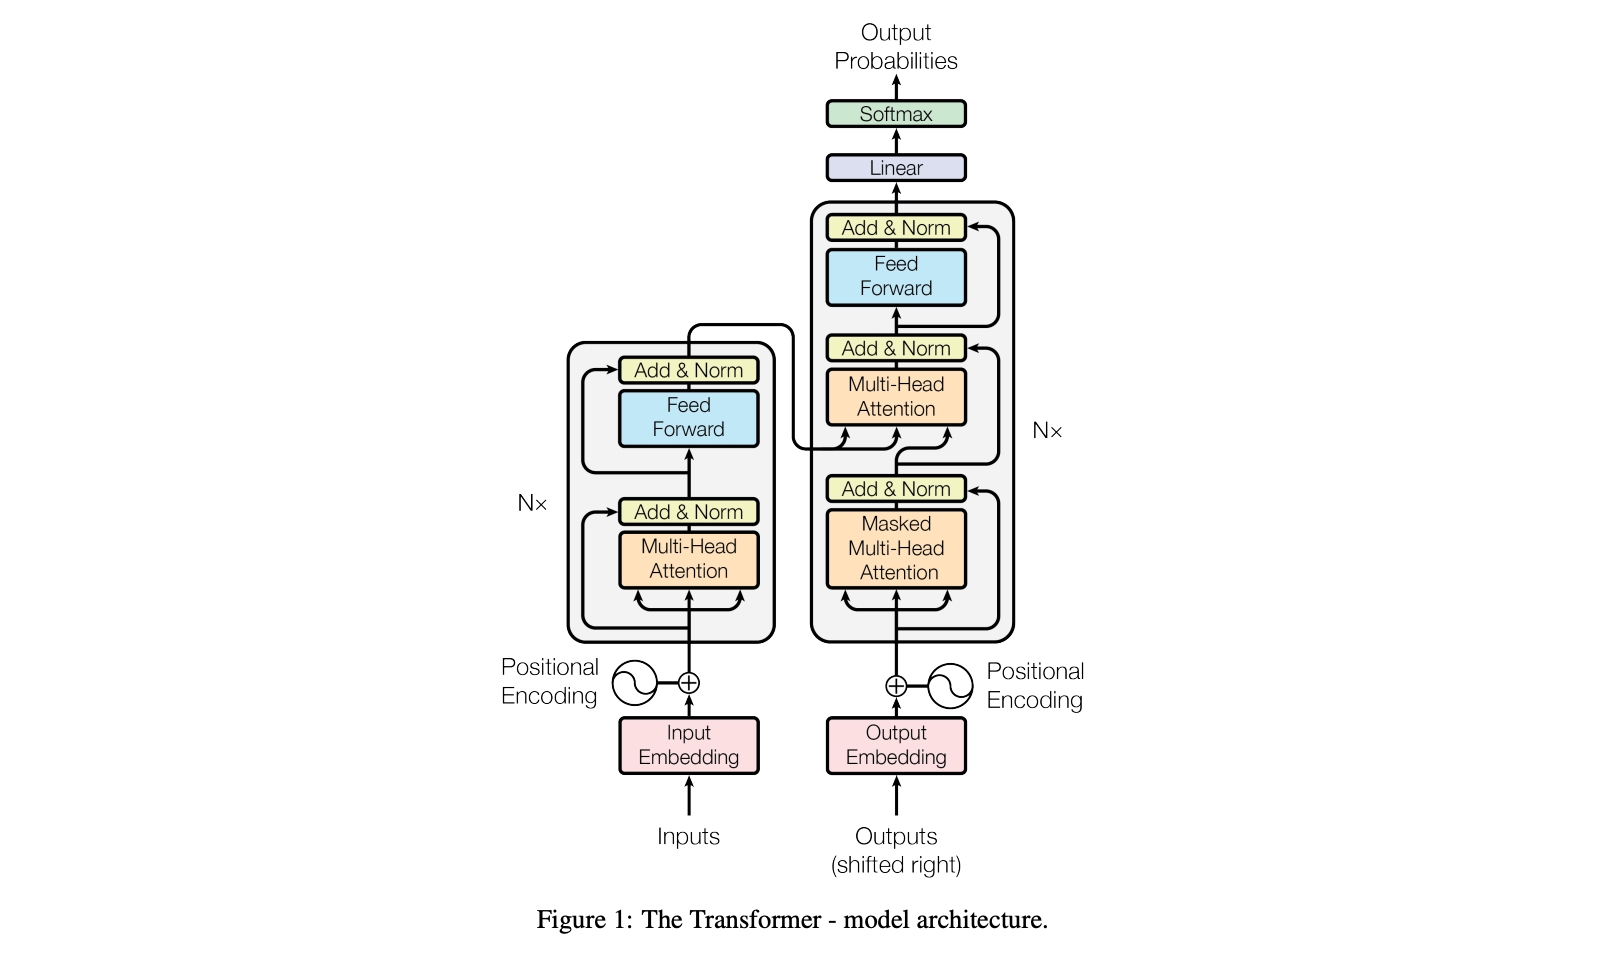 Output
Probabilities
Softmax
Linear
Add & Norm
Feed
Forward
Add & Norm
Multi-Head
Attention
Nx
Add & Norm
Masked
Multi-Head
Attention
Add & Norm
Feed
Forward
Nx
Add & Norm
Multi-Head
Attention
Positional
Encoding
Positional
Encoding
Input
Embedding
Output
Embedding
Inputs
Outputs
(shifted right)
Figure 1: The Transformer - model architecture.